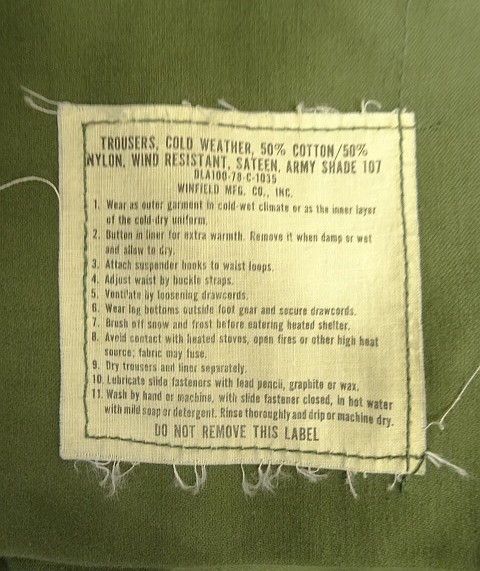 TROUSERS, COLD WEATHER, 50% COTTON/50%
NYLON, WIND RESISTANT, SATEEN, ARMY SHADE 107
DLA100-78-C-1035
WINFIELD MFG. CO., INC.
1. Wear as outer garment in cold-wet climate or as the inner layer
of the cold-dry uniform.
2. Button in liner for extra warmth. Remove it when damp or wet
and allow to dry.
3. Attach suspender hooks to waist loops.
4. Adjust waist by buckle straps.
5. Ventilate by loosening drawcords.
6. Wear leg bottoms outside foot gear and secure drawcords.
7. Brush off snow and frost before entering heated shelter.
8. Avoid contact with heated stoves, open fires or other high heat
source; fabric may fuse.
9. Dry trousers and liner separately.
10. Lubricate slide fasteners with lead pencil, graphite or wax.
11. Wash by hand or machine, with slide fastener closed, in hot water
with mild soap or detergent. Rinse thoroughly and drip or machine dry.
DO NOT REMOVE THIS LABEL